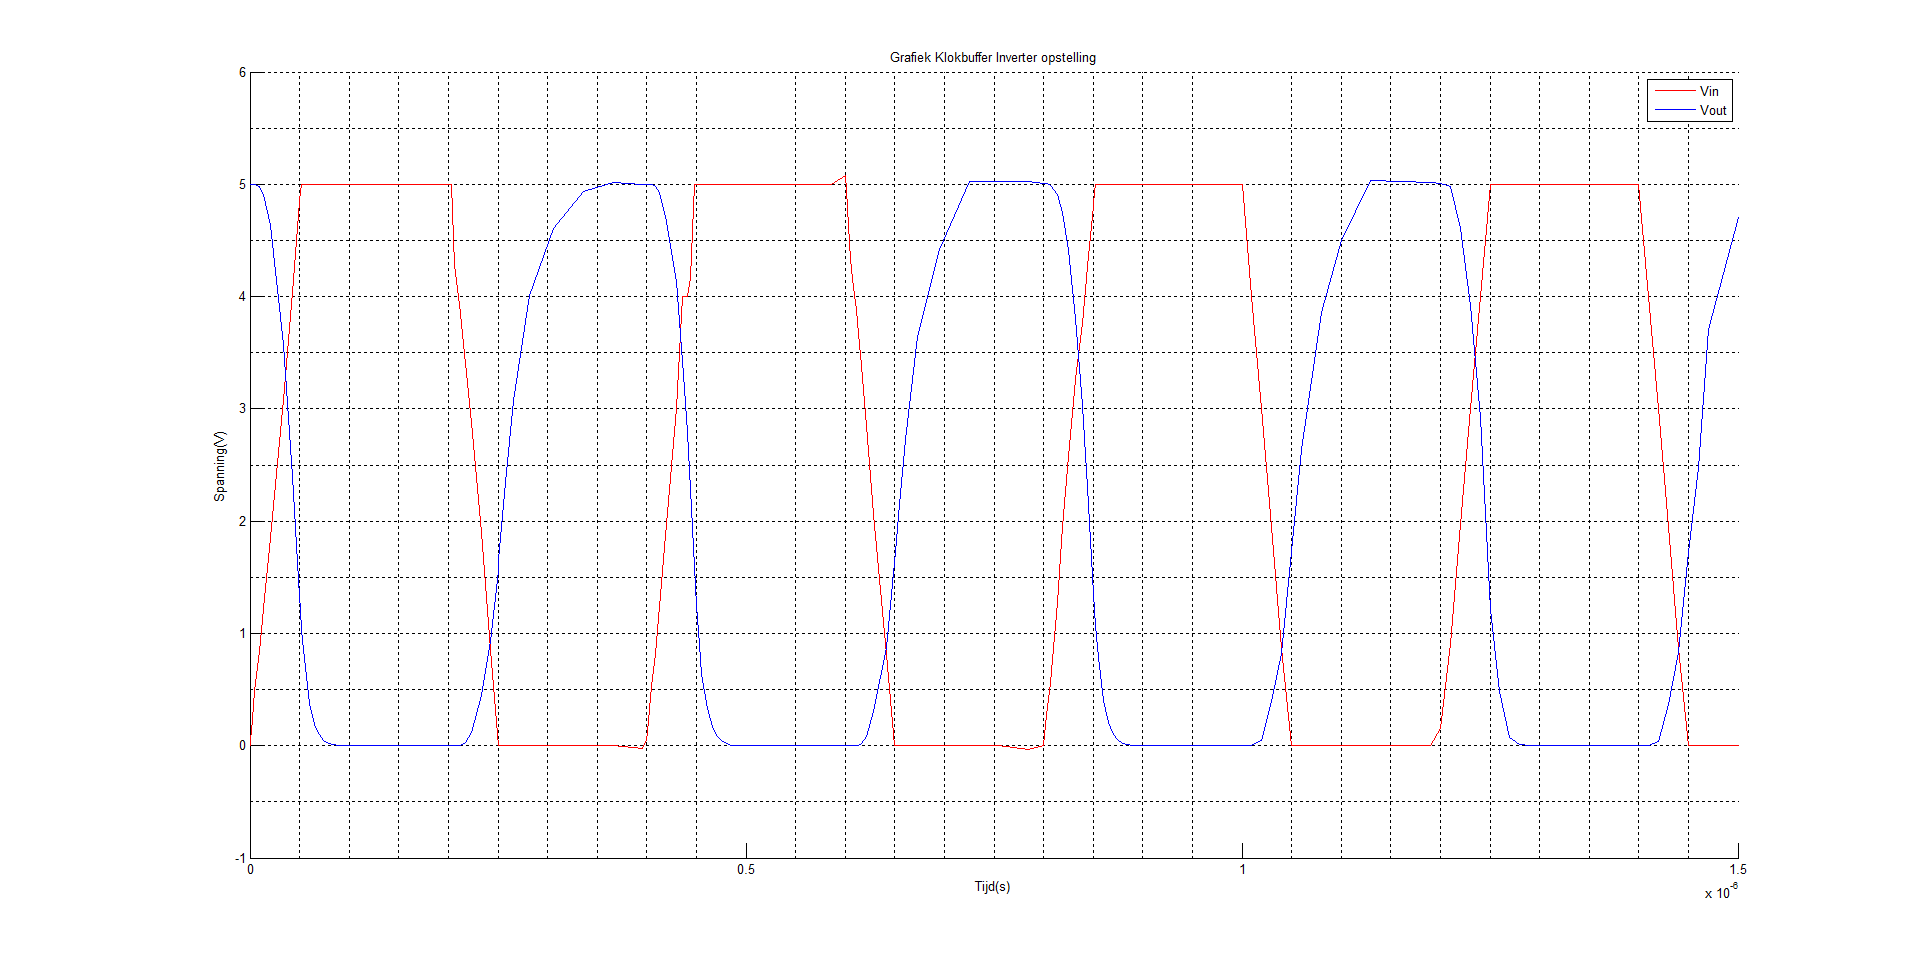 Grafiek Klokbuffer Inverter opstelling
6
5
4
3
2
1
0
-1
Spanning(V)
Vin
Vout
0 0.5 1 1.5
Tijd(s)
x 10^-6